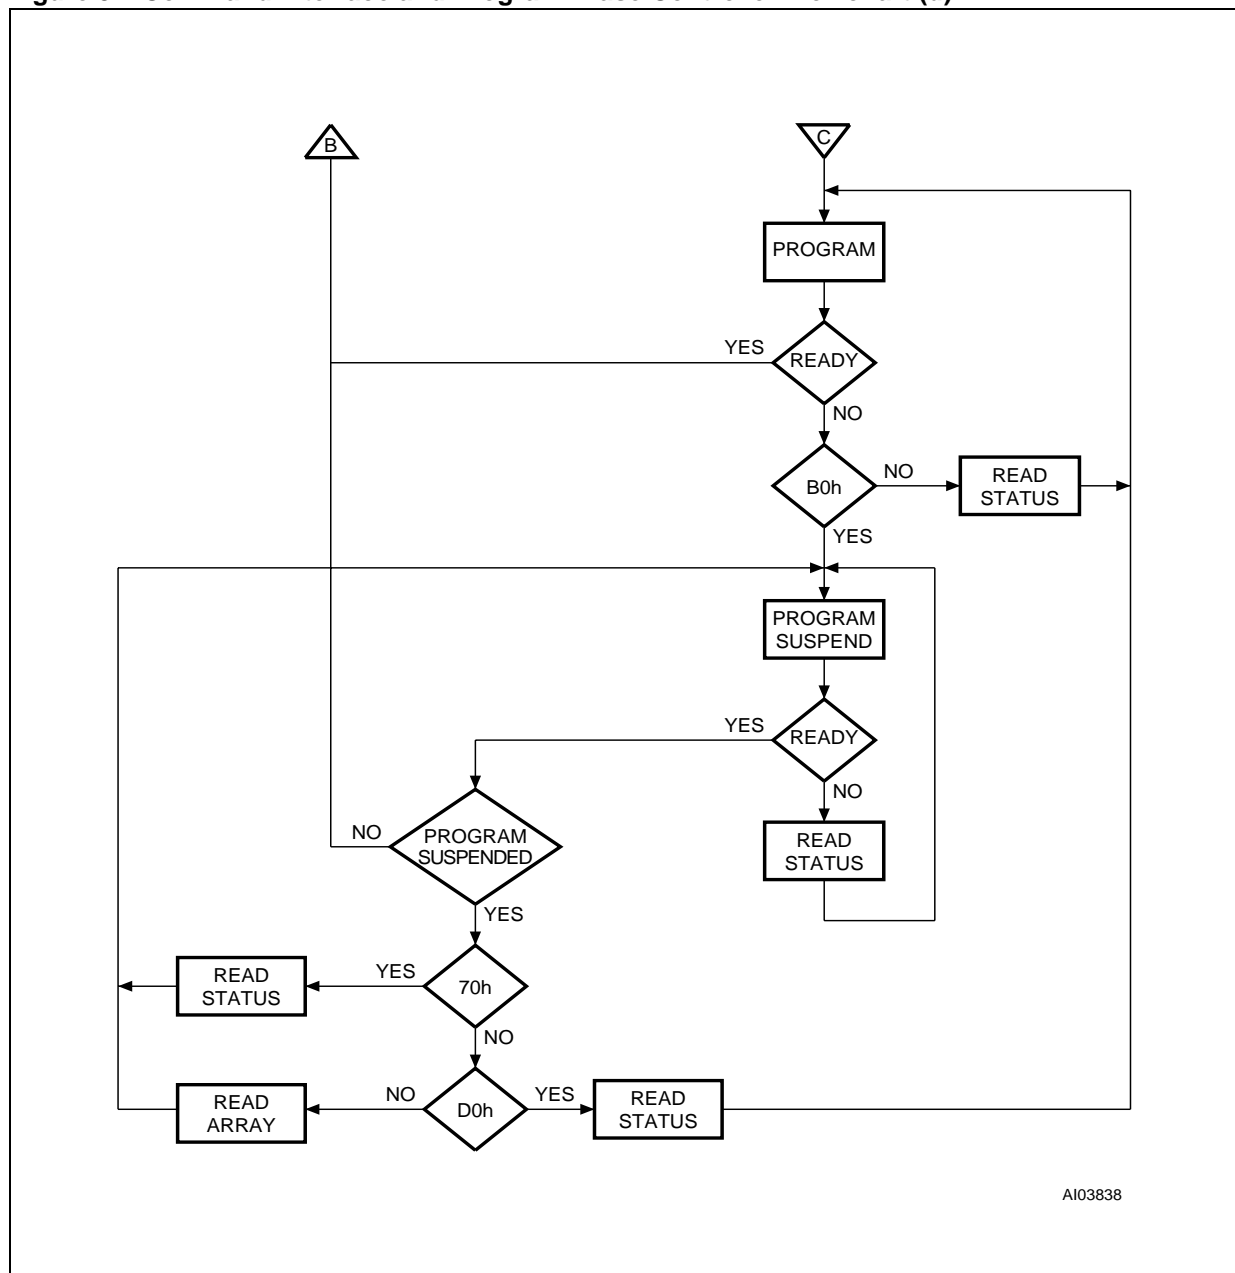 B
C
PROGRAM
YES
READY
NO
B0h
NO
READ
STATUS
YES
PROGRAM
SUSPEND
YES
READY
NO
NO
PROGRAM
SUSPENDED
READ
STATUS
YES
READ
STATUS
YES
70h
NO
READ
ARRAY
NO
D0h
YES
READ
STATUS
AI03838